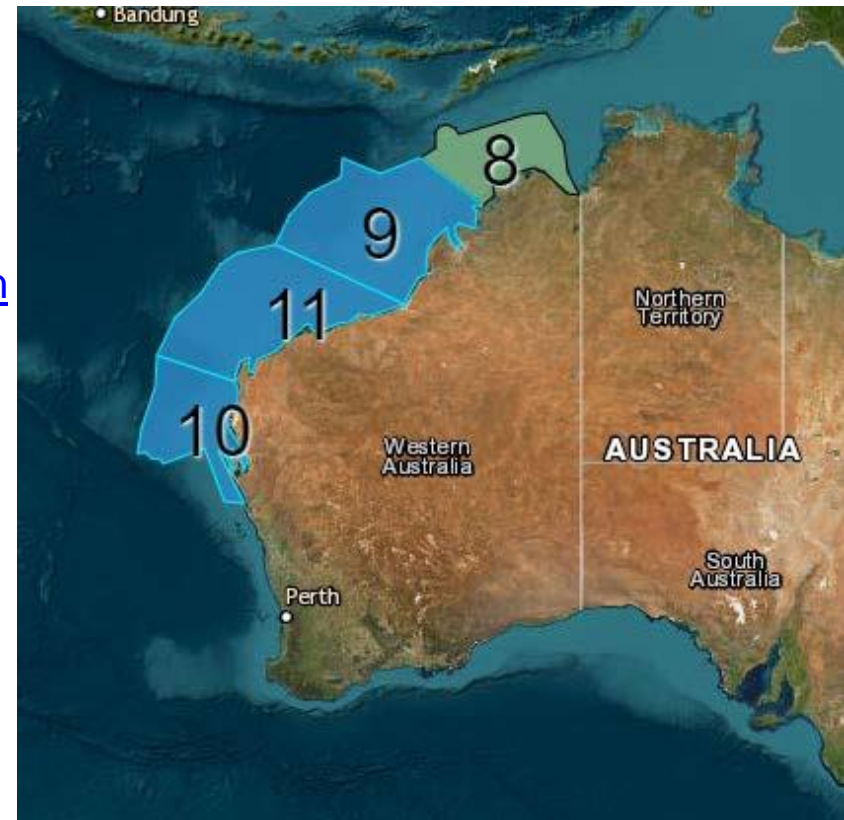 Bandung
8
9
n
11
Northern
Territory
10
Western
Australia
AUSTRALIA
South
Australia
Perth